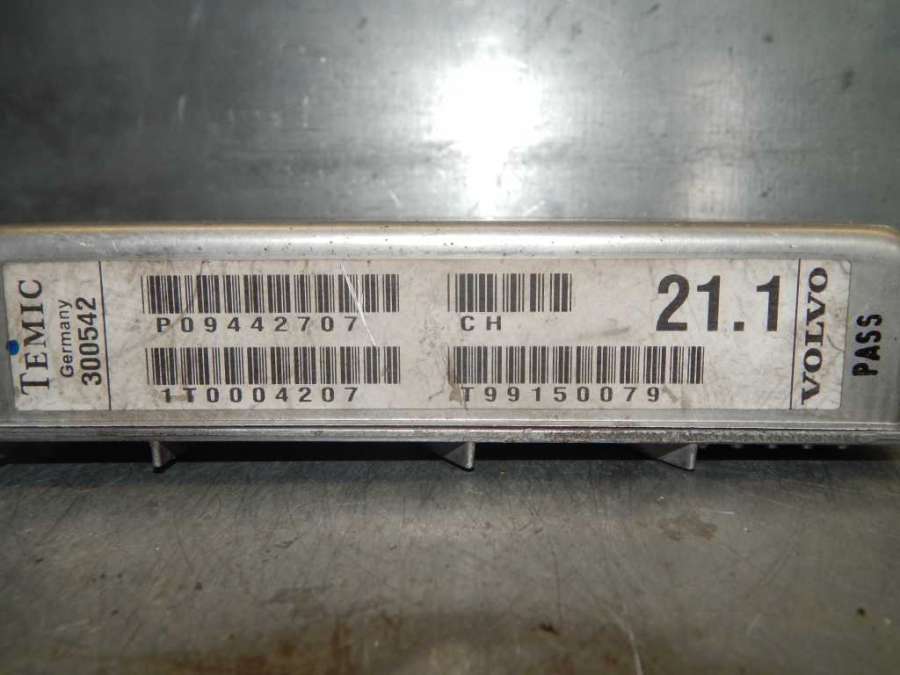 TEMIC
Germany
300542
P09442707
CH
21.1
1T0004207
T99150079
VOLVO
PASS